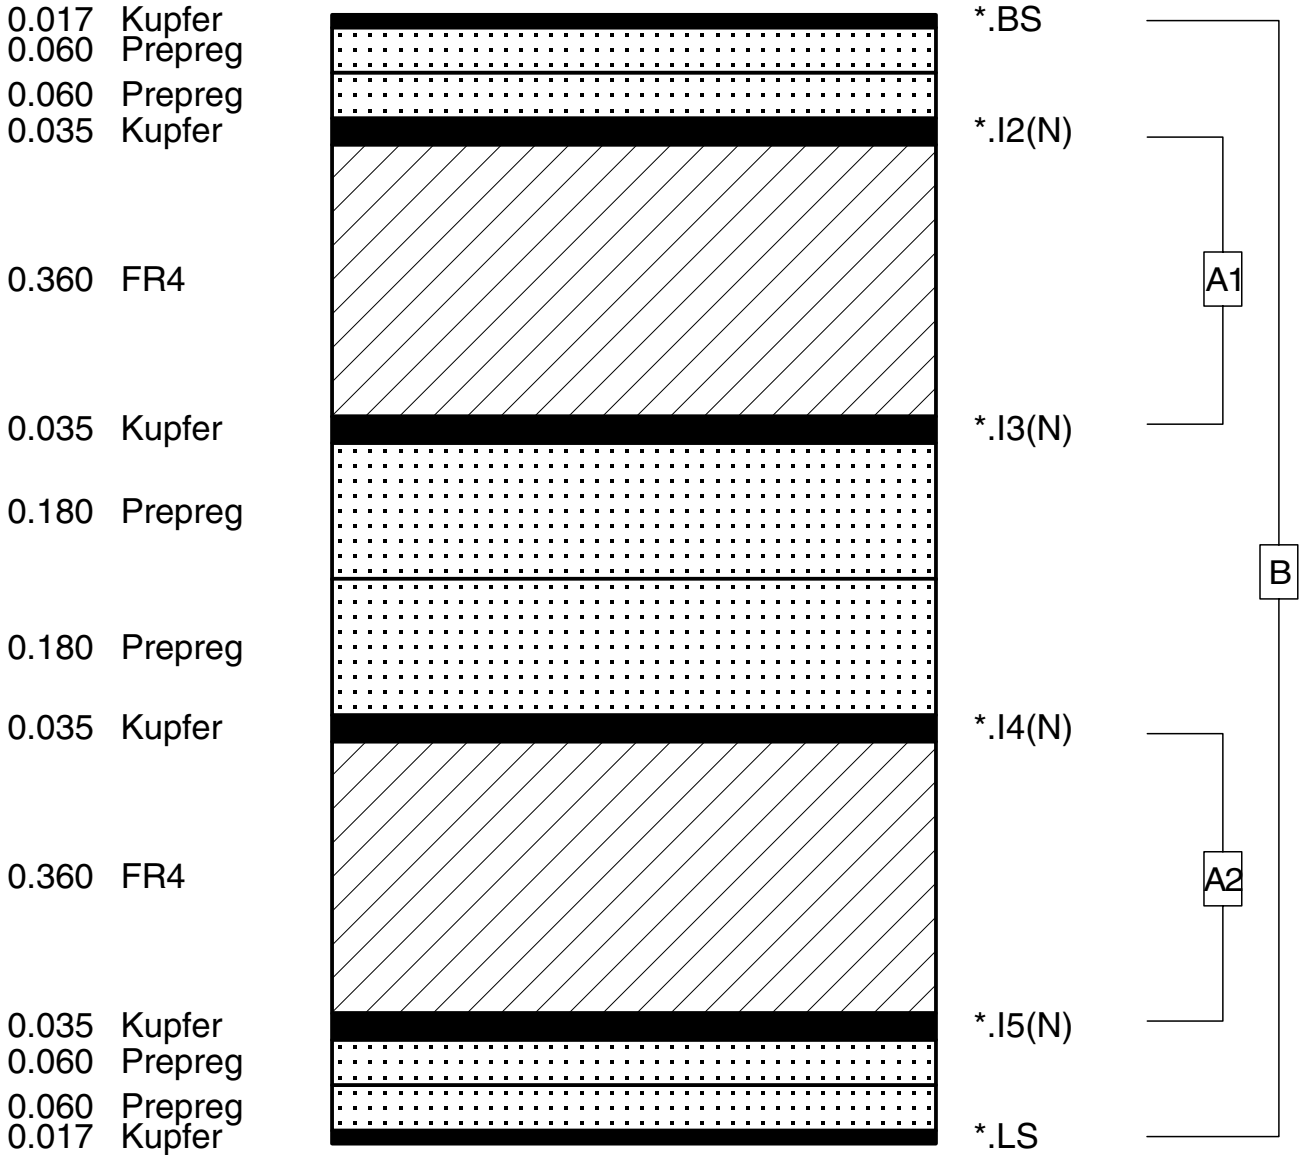 0.017 Kupfer *.BS
0.060 Prepreg
0.060 Prepreg
0.035 Kupfer *.I2(N)
0.360 FR4 A1
0.035 Kupfer *.I3(N)
0.180 Prepreg
B
0.180 Prepreg
0.035 Kupfer *.I4(N)
0.360 FR4 A2
0.035 Kupfer *.I5(N)
0.060 Prepreg
0.060 Prepreg
0.017 Kupfer *.LS